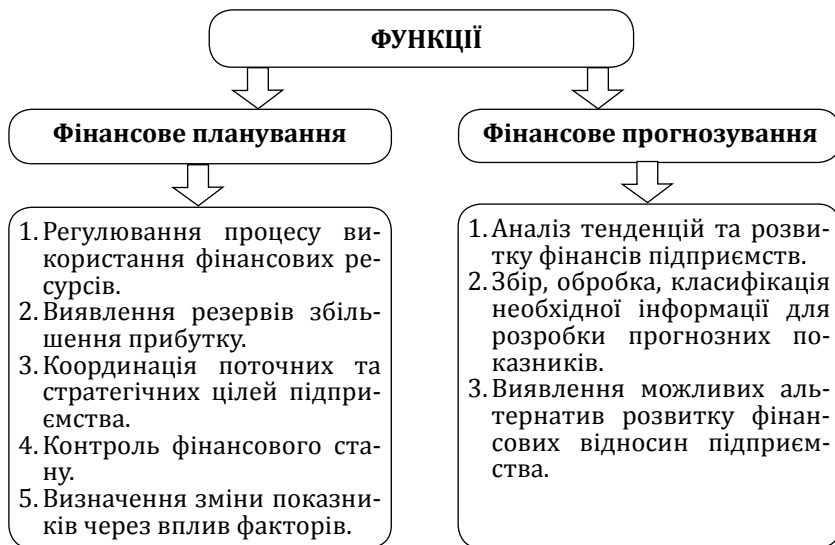 ФУНКЦІЇ
Фінансове планування
1. Регулювання процесу ви-
користання фінансових ре-
сурсів.
2. Виявлення резервів збіль-
шення прибутку.
3. Координація поточних та
стратегічних цілей підпри-
ємства.
4. Контроль фінансового ста-
ну.
5. Визначення зміни показни-
ків через вплив факторів.
Фінансове прогнозування
1. Аналіз тенденцій та розви-
тку фінансів підприємств.
2. Збір, обробка, класифікація
необхідної інформації для
розробки прогнозних по-
казників.
3. Виявлення можливих аль-
тернатив розвитку фінан-
сових відносин підприєм-
ства.